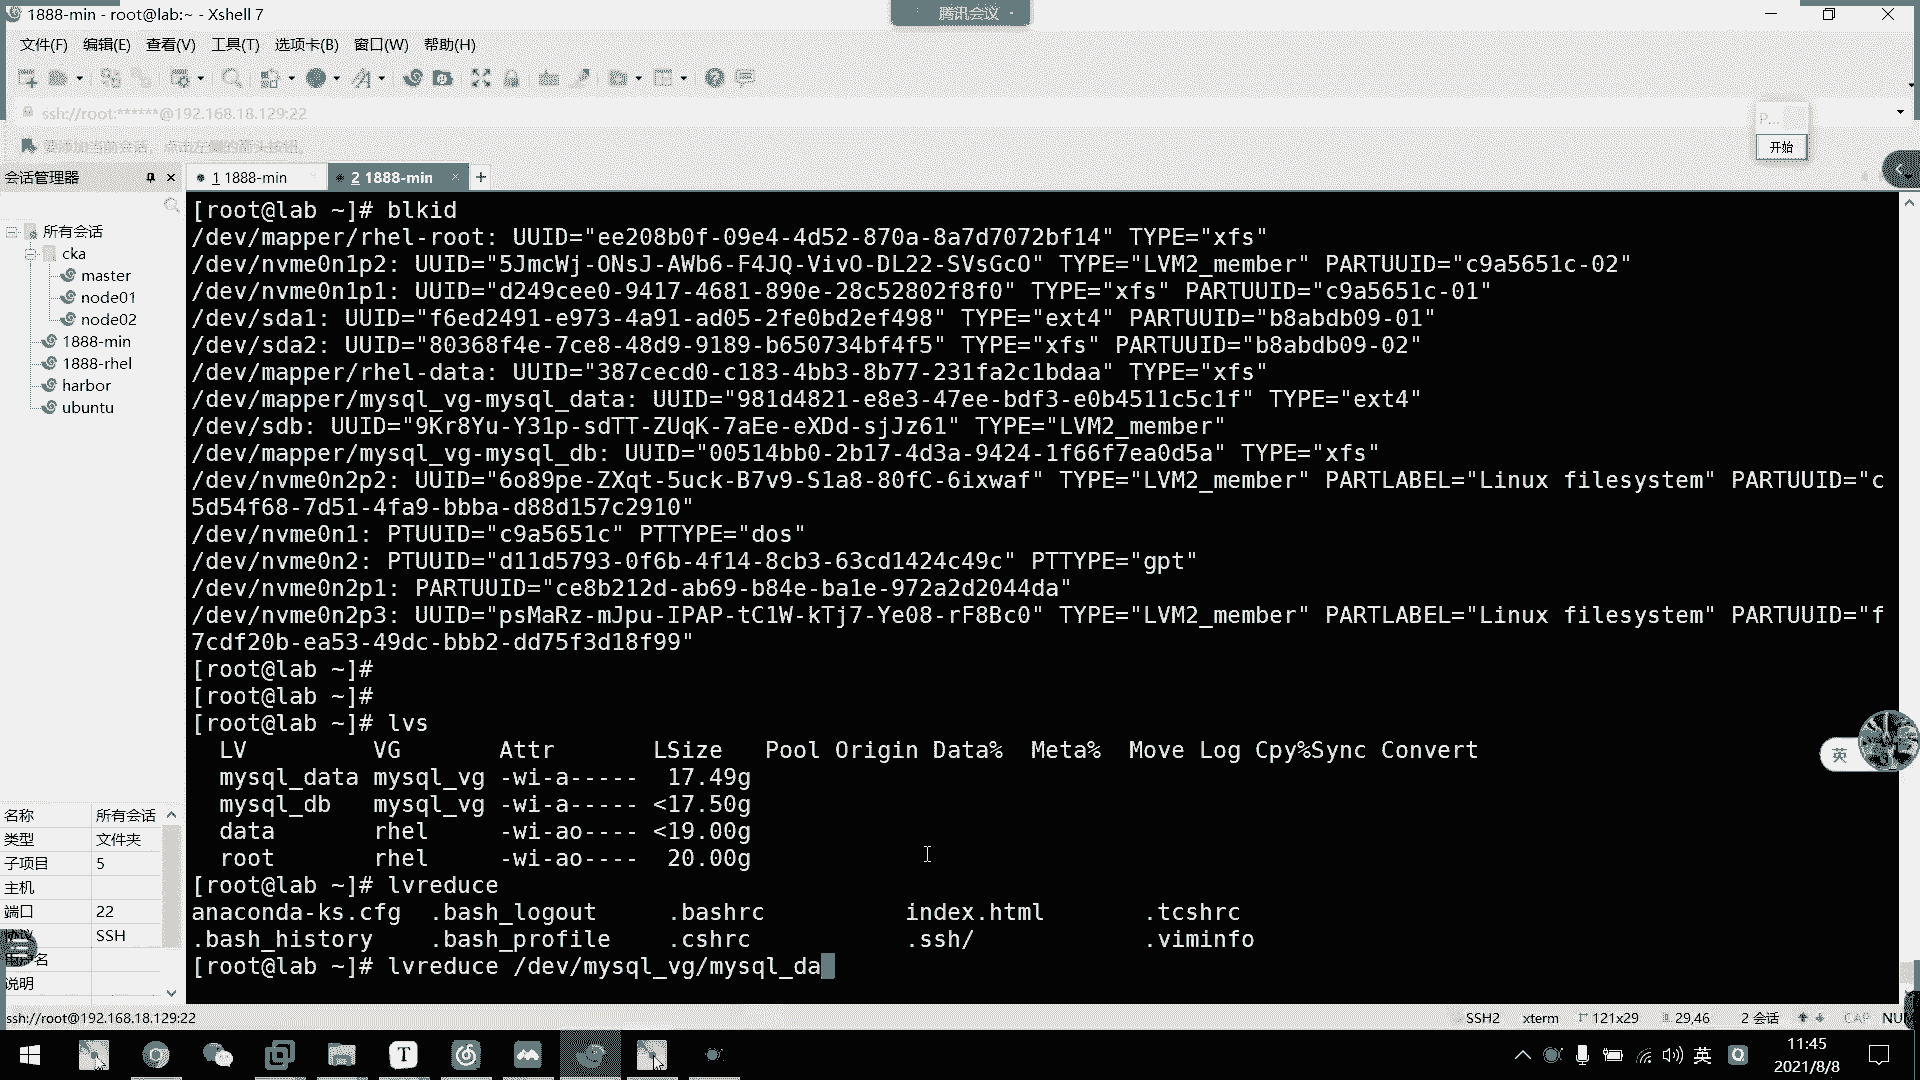 1888-min - root@lab:~ - Xshell 7
腾讯会议
文件(F) 编辑(E) 查看(V) 工具(T) 选项卡(B) 窗口(W) 帮助(H)
ssh://root:******@192.168.18.129:22
要添加当前会话，点击左侧的箭头按钮。
P...
开始
会话管理器
1 1888-min
2 1888-min
所有会话
cka
master
node01
node02
1888-min
1888-rhel
harbor
ubuntu
[root@lab ~]# blkid
/dev/mapper/rhel-root: UUID="ee208b0f-09e4-4d52-870a-8a7d7072bf14" TYPE="xfs"
/dev/nvme0n1p2: UUID="5JmcWj-ONsJ-AWb6-F4JQ-VivO-DL22-SVsGcO" TYPE="LVM2_member" PARTUUID="c9a5651c-02"
/dev/nvme0n1p1: UUID="d249cee0-9417-4681-890e-28c52802f8f0" TYPE="xfs" PARTUUID="c9a5651c-01"
/dev/sda1: UUID="f6ed2491-e973-4a91-ad05-2fe0bd2ef498" TYPE="ext4" PARTUUID="b8abdb09-01"
/dev/sda2: UUID="80368f4e-7ce8-48d9-9189-b650734bf4f5" TYPE="xfs" PARTUUID="b8abdb09-02"
/dev/mapper/rhel-data: UUID="387cecd0-c183-4bb3-8b77-231fa2c1bdaa" TYPE="xfs"
/dev/mapper/mysql_vg-mysql_data: UUID="981d4821-e8e3-47ee-bdf3-e0b4511c5c1f" TYPE="ext4"
/dev/sdb: UUID="9Kr8Yu-Y31p-sdTT-ZUqK-7aEe-eXDd-sjJz61" TYPE="LVM2_member"
/dev/mapper/mysql_vg-mysql_db: UUID="00514bb0-2b17-4d3a-9424-1f66f7ea0d5a" TYPE="xfs"
/dev/nvme0n2p2: UUID="6o89pe-ZXqt-5uck-B7v9-S1a8-80fC-6ixwaf" TYPE="LVM2_member" PARTLABEL="Linux filesystem" PARTUUID="c
5d54f68-7d51-4fa9-bbba-d88d157c2910"
/dev/nvme0n1: PTUUID="c9a5651c" PTTYPE="dos"
/dev/nvme0n2: PTUUID="d11d5793-0f6b-4f14-8cb3-63cd1424c49c" PTTYPE="gpt"
/dev/nvme0n2p1: PARTUUID="ce8b212d-ab69-b84e-ba1e-972a2d2044da"
/dev/nvme0n2p3: UUID="psMaRz-mJpu-IPAP-tC1W-kTj7-Ye08-rF8Bc0" TYPE="LVM2_member" PARTLABEL="Linux filesystem" PARTUUID="f
7cdf20b-ea53-49dc-bbb2-dd75f3d18f99"
[root@lab ~]#
[root@lab ~]#
[root@lab ~]# lvs
LV VG Attr LSize Pool Origin Data% Meta% Move Log Cpy%Sync Convert
mysql_data mysql_vg -wi-a----- 17.49g
mysql_db mysql_vg -wi-a----- <17.50g
data rhel -wi-ao---- <19.00g
root rhel -wi-ao---- 20.00g
[root@lab ~]# lvreduce
anaconda-ks.cfg .bash_logout .bashrc index.html .tcshrc
.bash_history .bash_profile .cshrc .ssh/ .viminfo
[root@lab ~]# lvreduce /dev/mysql_vg/mysql_da
英
名称 所有会话
类型 文件夹
子项目 5
主机
端口 22
SSH
说明
ssh://root@192.168.18.129:22
SSH2 xterm 121x29 29,46 2 会话 CAP NUM
英
11:45
2021/8/8